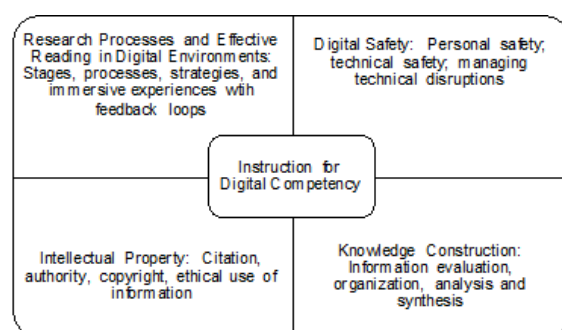 Research Processes and Effective
Reading in Digital Environments:
Stages, processes, strategies, and
immersive experiences wtih
feedback loops
Digital Safety: Personal safety;
technical safety; managing
technical disruptions
Instruction for
Digital Competency
Intellectual Property: Citation,
authority, copyright, ethical use of
information
Knowledge Construction:
Information evaluation,
organization, analysis and
synthesis